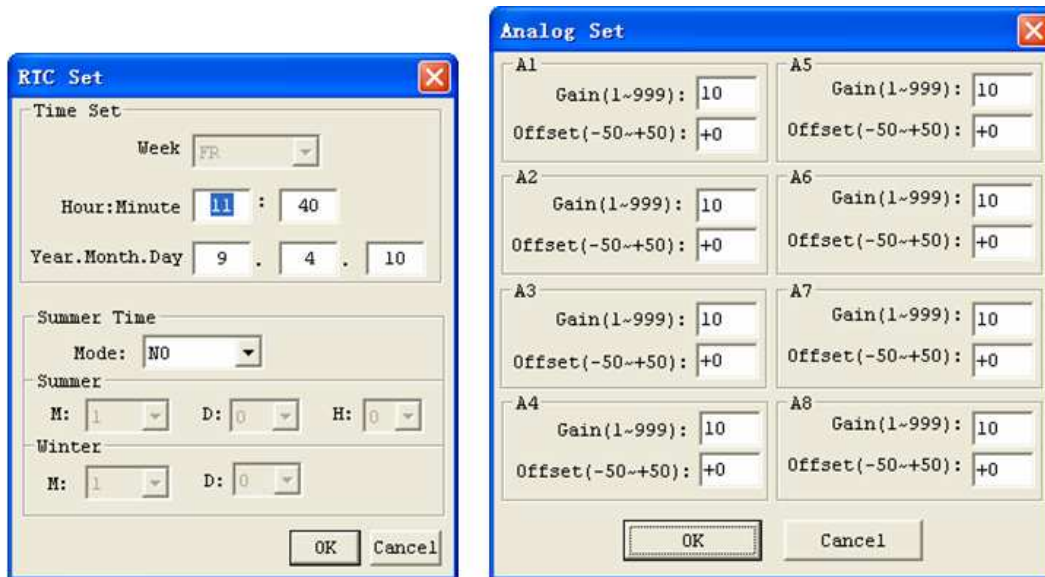 RTC Set
Time Set
Week FR
Hour:Minute 11 : 40
Year.Month.Day 9 . 4 . 10
Summer Time
Mode: NO
Summer
M: 1 D: 0 H: 0
Winter
M: 1 D: 0
OK Cancel
Analog Set
A1
Gain(1~999): 10
Offset(-50~+50): +0
A2
Gain(1~999): 10
Offset(-50~+50): +0
A3
Gain(1~999): 10
Offset(-50~+50): +0
A4
Gain(1~999): 10
Offset(-50~+50): +0
A5
Gain(1~999): 10
Offset(-50~+50): +0
A6
Gain(1~999): 10
Offset(-50~+50): +0
A7
Gain(1~999): 10
Offset(-50~+50): +0
A8
Gain(1~999): 10
Offset(-50~+50): +0
OK Cancel